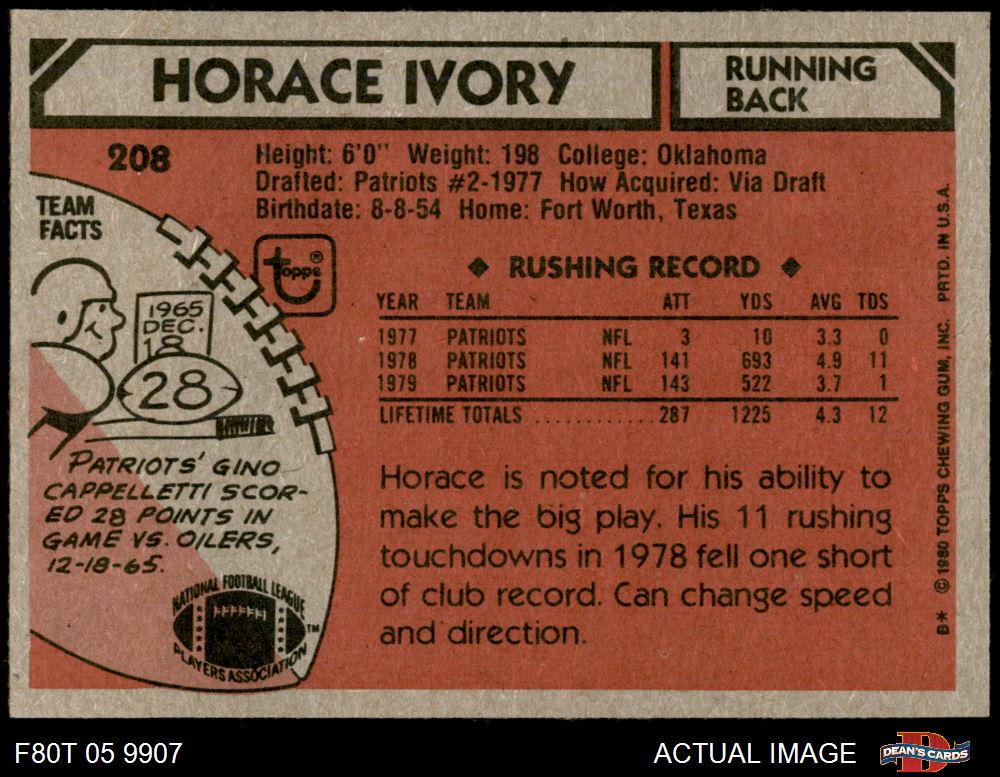 HORACE IVORY
RUNNING
BACK
208
Height: 6'0" Weight: 198 College: Oklahoma
Drafted: Patriots #2-1977 How Acquired: Via Draft
Birthdate: 8-8-54 Home: Fort Worth, Texas
TEAM
FACTS
topps®
1965
DEC.
18
28
PATRIOTS' GINO
CAPPELLETTI SCOR-
ED 28 POINTS IN
GAME VS. OILERS,
12-18-65.
NATIONAL FOOTBALL LEAGUE
PLAYERS ASSOCIATION
TM
◆ RUSHING RECORD ◆
YEAR TEAM ATT YDS AVG TDS
1977 PATRIOTS NFL 3 10 3.3 0
1978 PATRIOTS NFL 141 693 4.9 11
1979 PATRIOTS NFL 143 522 3.7 1
LIFETIME TOTALS ............ 287 1225 4.3 12
Horace is noted for his ability to
make the big play. His 11 rushing
touchdowns in 1978 fell one short
of club record. Can change speed
and direction.
B* © 1980 TOPPS CHEWING GUM, INC. PRTD. IN U.S.A.
F80T 05 9907
ACTUAL IMAGE
DEAN'S CARDS